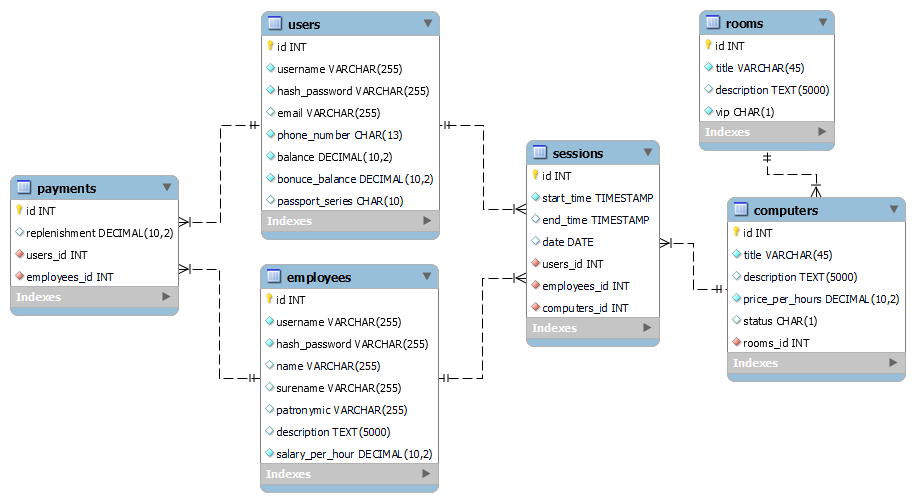 users
id INT
username VARCHAR(255)
hash_password VARCHAR(255)
email VARCHAR(255)
phone_number CHAR(13)
balance DECIMAL(10,2)
bonuce_balance DECIMAL(10,2)
passport_series CHAR(10)
Indexes
rooms
id INT
title VARCHAR(45)
description TEXT(5000)
vip CHAR(1)
Indexes
sessions
id INT
start_time TIMESTAMP
end_time TIMESTAMP
date DATE
users_id INT
employees_id INT
computers_id INT
Indexes
payments
id INT
replenishment DECIMAL(10,2)
users_id INT
employees_id INT
Indexes
computers
id INT
title VARCHAR(45)
description TEXT(5000)
price_per_hours DECIMAL(10,2)
status CHAR(1)
rooms_id INT
Indexes
employees
id INT
username VARCHAR(255)
hash_password VARCHAR(255)
name VARCHAR(255)
surename VARCHAR(255)
patronymic VARCHAR(255)
description TEXT(5000)
salary_per_hour DECIMAL(10,2)
Indexes